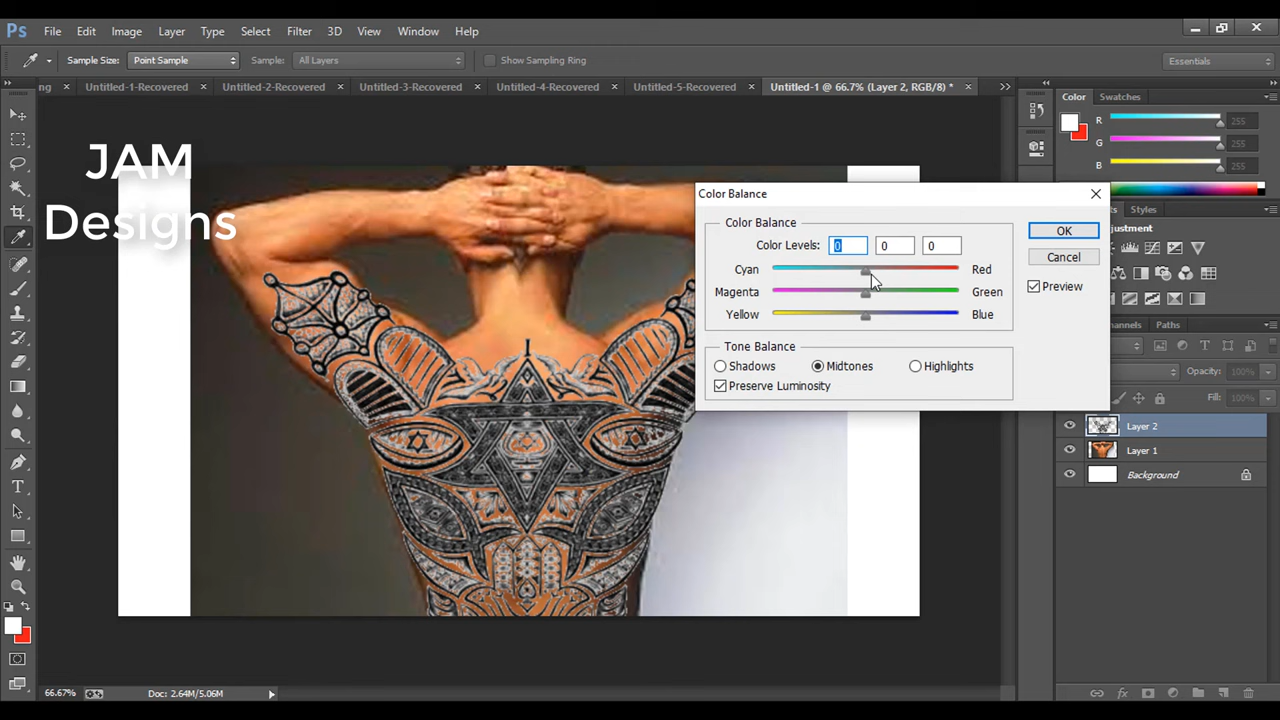 Ps File Edit Image Layer Type Select Filter 3D View Window Help
Sample Size: Point Sample Sample: All Layers Show Sampling Ring Essentials
ng Untitled-1-Recovered Untitled-2-Recovered Untitled-3-Recovered Untitled-4-Recovered Untitled-5-Recovered Untitled-1 @ 66.7% (Layer 2, RGB/8) *
Color Swatches
R 255
G 255
B 255
JAM
Designs
Color Balance
Styles
Color Balance
djustment
OK
Color Levels: 0 0 0
Cancel
Cyan Red
Preview
Magenta Green
Yellow Blue
hannels Paths
Tone Balance
Shadows Midtones Highlights
Opacity: 100%
Preserve Luminosity
Fill: 100%
Layer 2
Layer 1
Background
66.67% Doc: 2.64M/5.06M